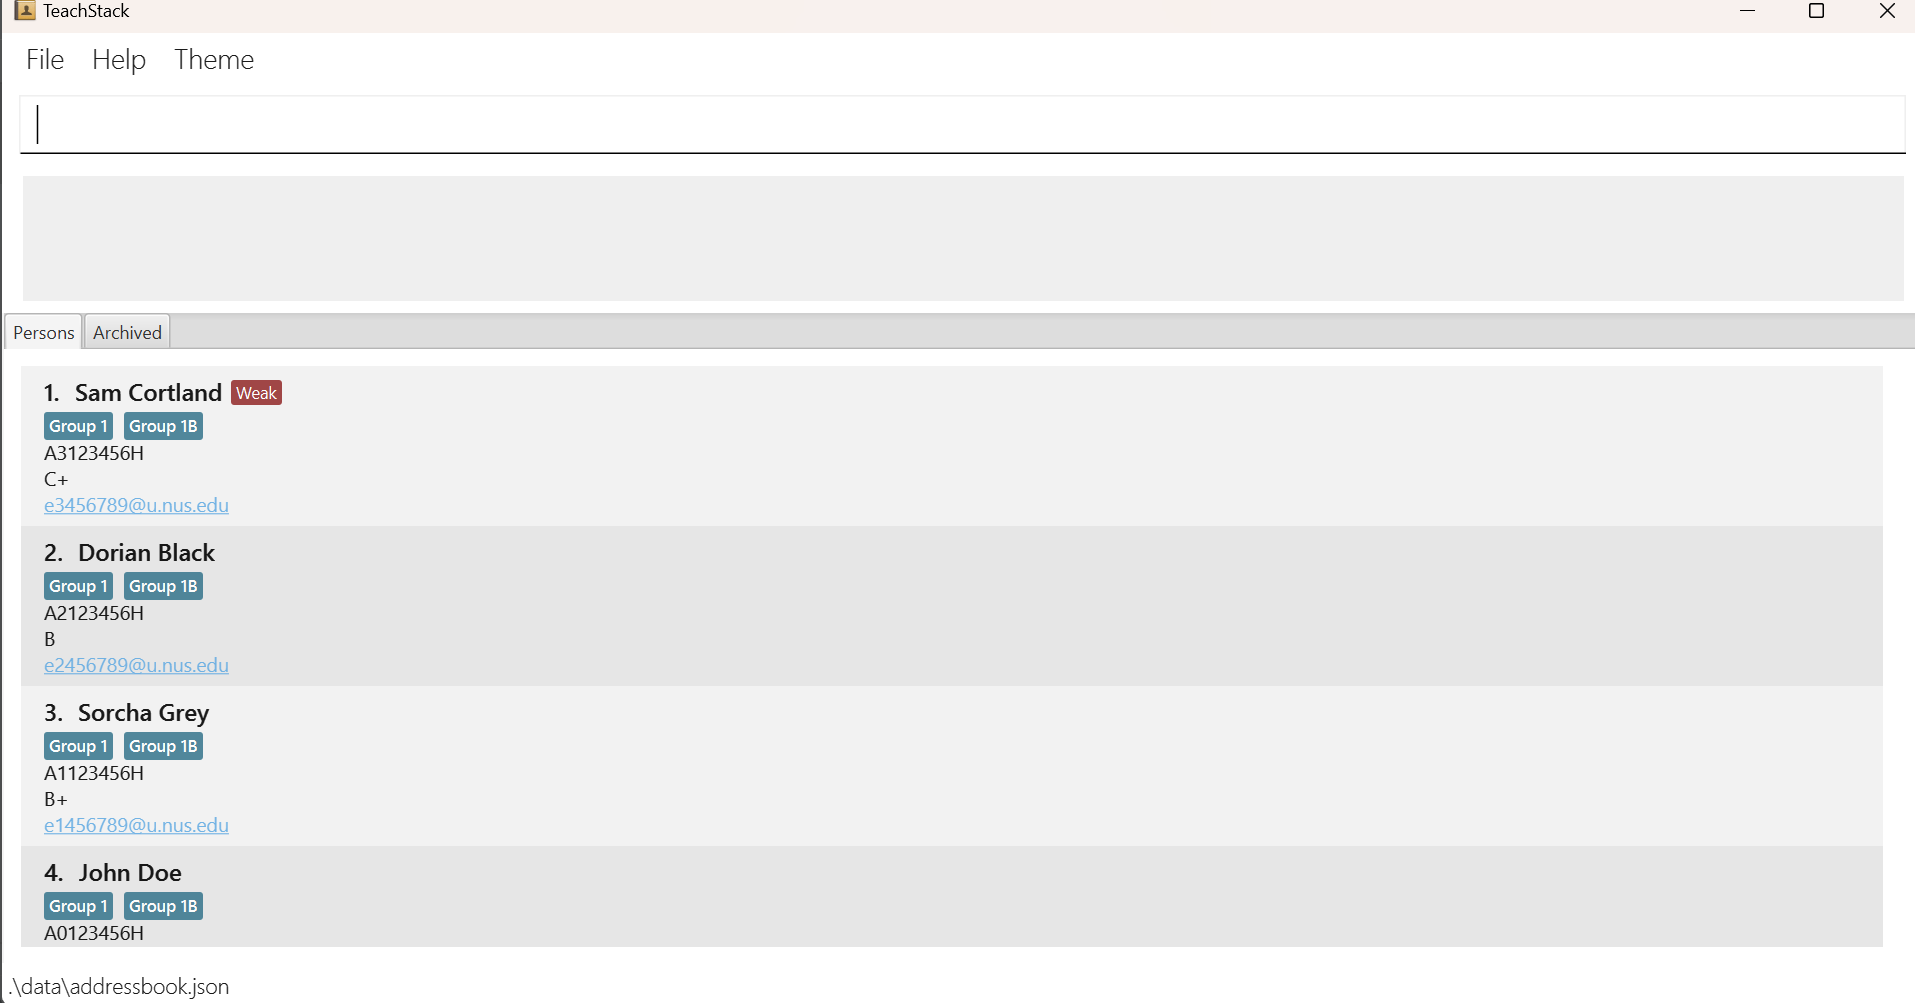 TeachStack
File Help Theme
Persons Archived
1. Sam Cortland Weak
Group 1 Group 1B
A3123456H
C+
e3456789@u.nus.edu
2. Dorian Black
Group 1 Group 1B
A2123456H
B
e2456789@u.nus.edu
3. Sorcha Grey
Group 1 Group 1B
A1123456H
B+
e1456789@u.nus.edu
4. John Doe
Group 1 Group 1B
A0123456H
.\data\addressbook.json